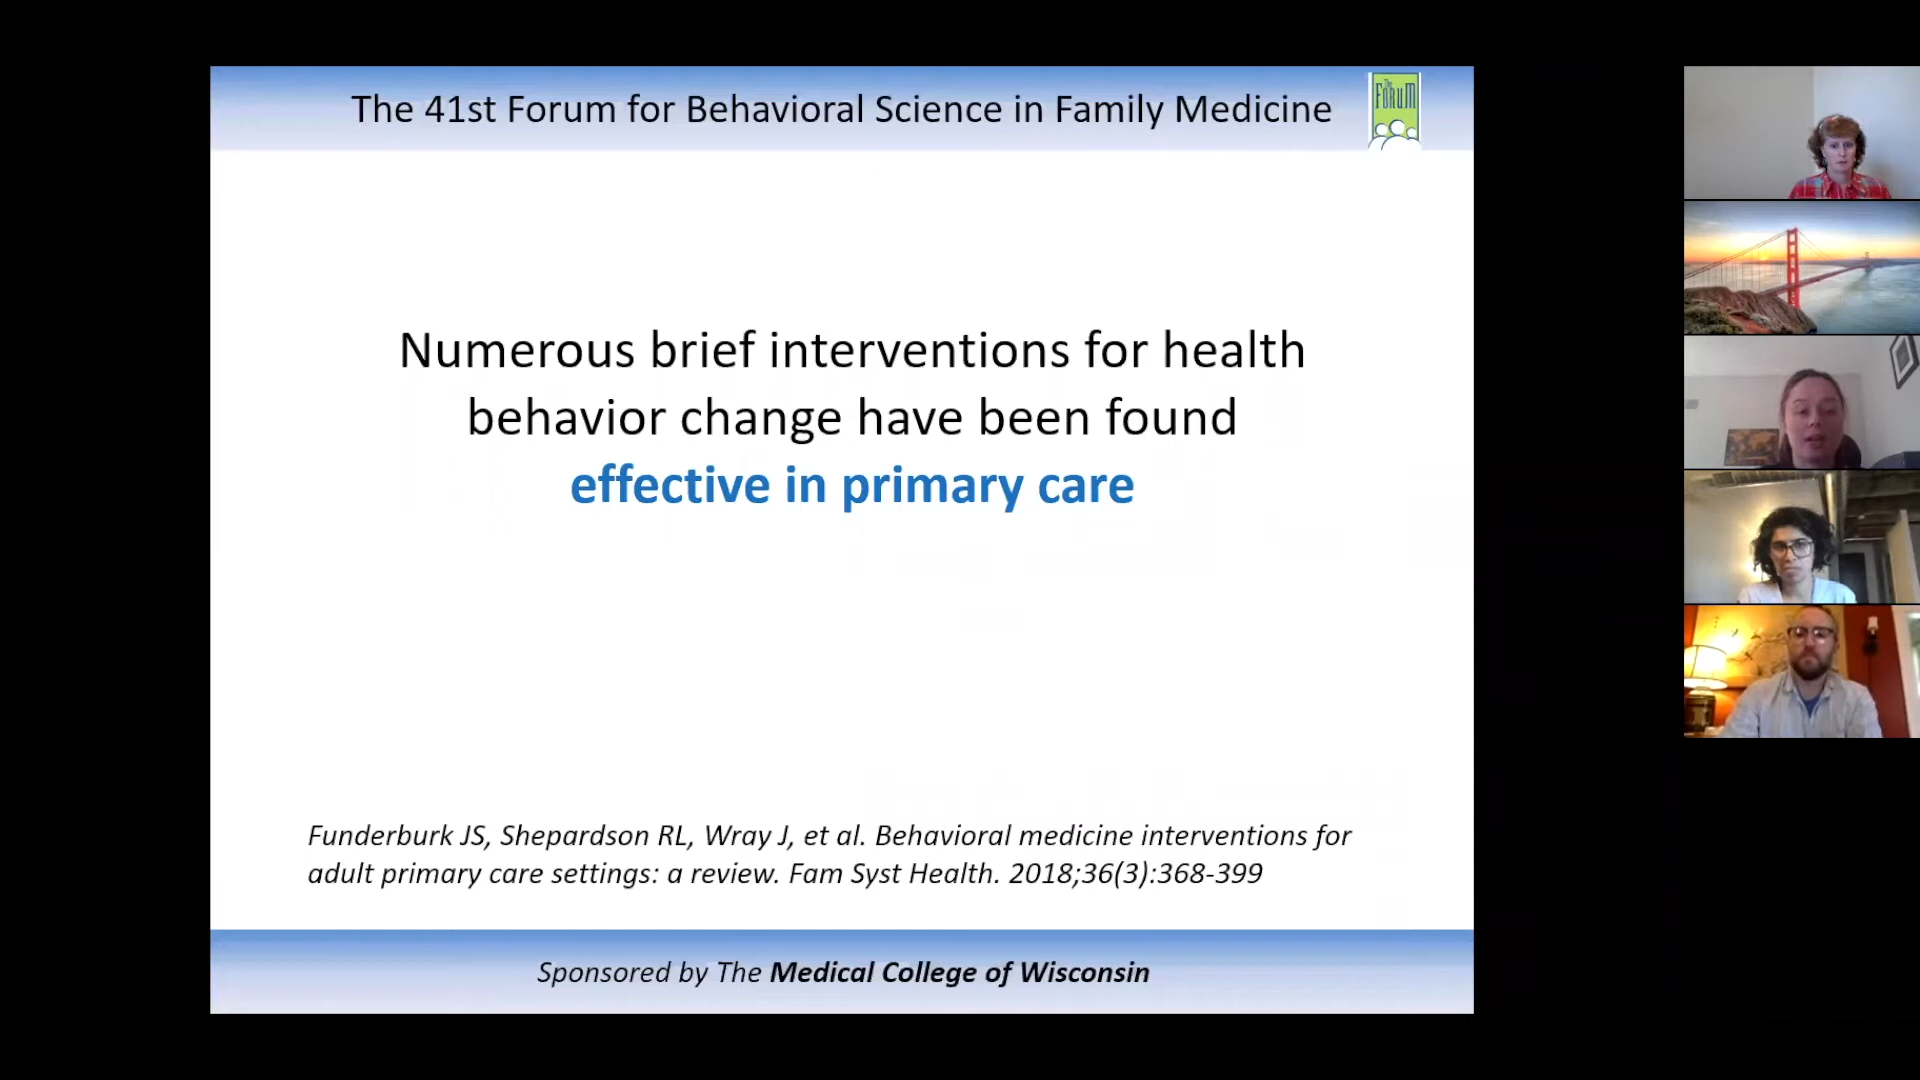 The 41st Forum for Behavioral Science in Family Medicine
The
FORUM
Numerous brief interventions for health
behavior change have been found
effective in primary care
Funderburk JS, Shepardson RL, Wray J, et al. Behavioral medicine interventions for
adult primary care settings: a review. Fam Syst Health. 2018;36(3):368-399
Sponsored by The Medical College of Wisconsin